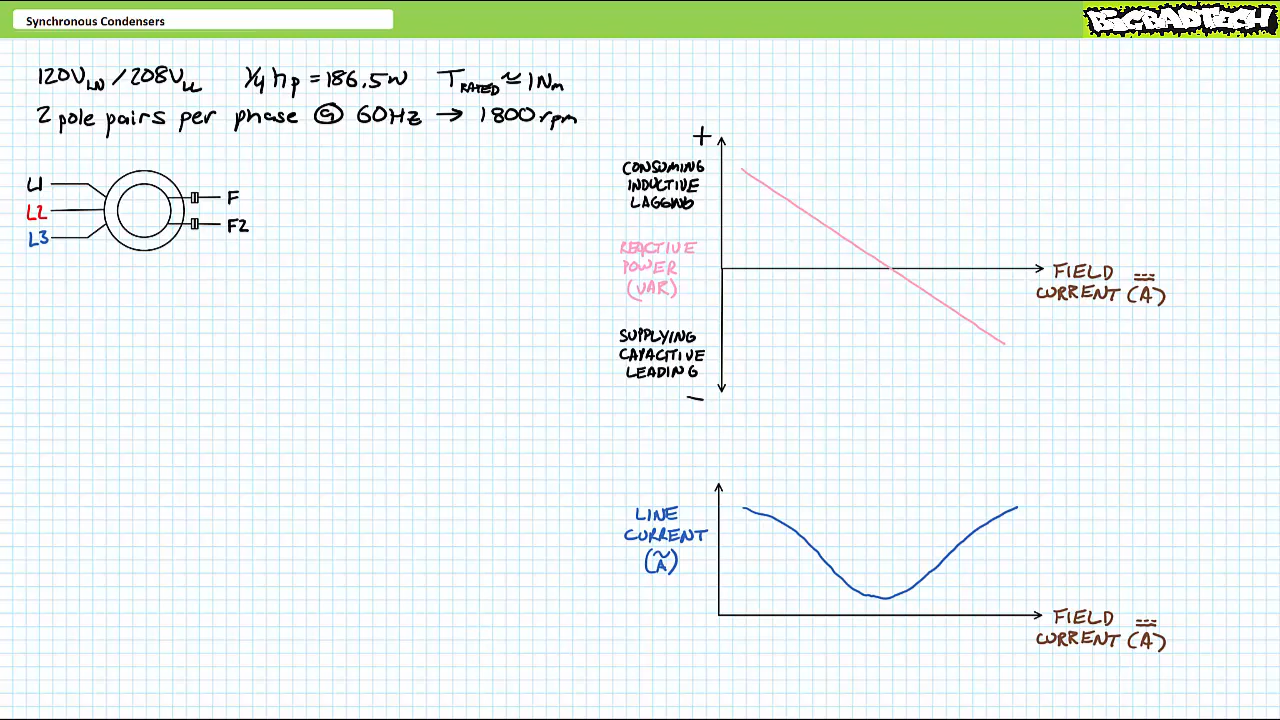 Synchronous Condensers
BIGBADTECH
120V LN / 208V LL 1/4 hp = 186.5W T RATED ≈ 1Nm
2 pole pairs per phase @ 60Hz → 1800 rpm
L1
L2
L3
F
F2
+
CONSUMING
INDUCTIVE
LAGGING
REACTIVE
POWER
(VAR)
SUPPLYING
CAPACITIVE
LEADING
−
FIELD
CURRENT (A)
LINE
CURRENT
(A)
FIELD
CURRENT (A)